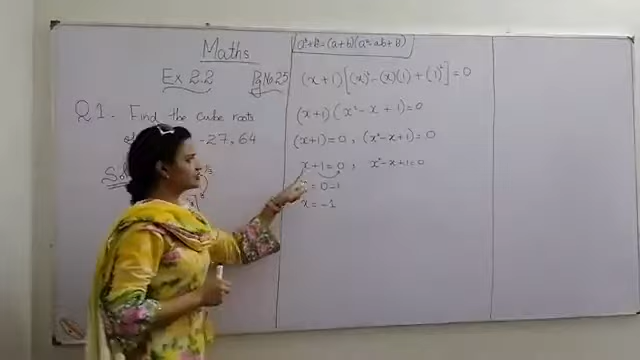 Maths
Ex 2.2 Pg No.25
Q1. Find the cube roots
-27, 64
a³+b³=(a+b)(a²-ab+b²)
(x+1)[(x)²-(x)(1)+(1)²]=0
(x+1)(x²-x+1)=0
(x+1)=0, (x²-x+1)=0
x+1=0, x²-x+1=0
= 0-1
x=-1